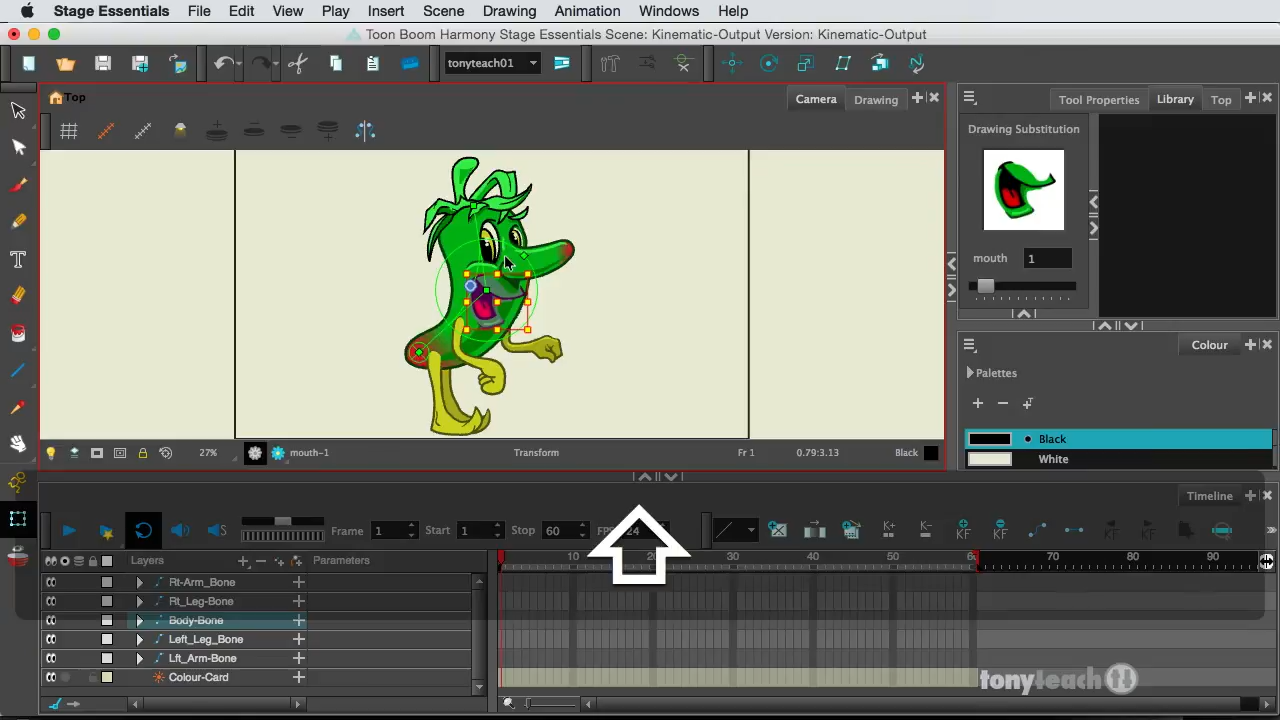 Stage Essentials File Edit View Play Insert Scene Drawing Animation Windows Help
Toon Boom Harmony Stage Essentials Scene: Kinematic-Output Version: Kinematic-Output
tonyteach01
Top
Camera Drawing
Tool Properties Library Top
Drawing Substitution
mouth 1
Colour
Palettes
Black
White
27% mouth-1 Transform Fr 1 0.79:3.13 Black
Timeline
Frame 1 Start 1 Stop 60 FPS 24
Layers Parameters
10 20 30 40 50 60 70 80 90
Rt-Arm_Bone
Rt_Leg-Bone
Body-Bone
Left_Leg_Bone
Lft_Arm-Bone
Colour-Card
tonyteach